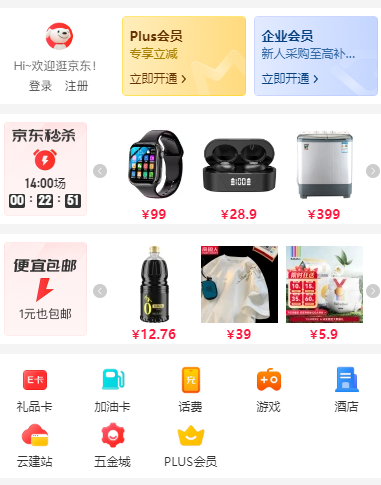 Hi~欢迎逛京东！
登录 注册
Plus会员
专享立减
立即开通 >
企业会员
新人采购至高补...
立即开通 >
京东秒杀
14:00场
00 : 22 : 51
¥99
¥28.9
¥399
便宜包邮
1元也包邮
¥12.76
¥39
¥5.9
E卡
礼品卡
加油卡
话费
游戏
酒店
云建站
五金城
PLUS会员